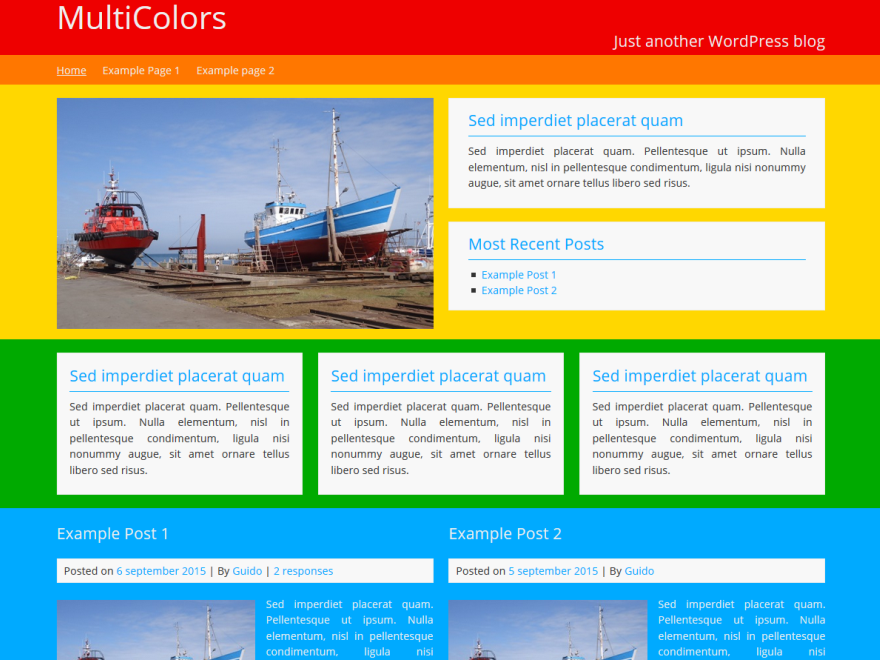 MultiColors
Just another WordPress blog
Home Example Page 1 Example page 2
Sed imperdiet placerat quam
Sed imperdiet placerat quam. Pellentesque ut ipsum. Nulla
elementum, nisl in pellentesque condimentum, ligula nisi nonummy
augue, sit amet ornare tellus libero sed risus.
Most Recent Posts
Example Post 1
Example Post 2
Sed imperdiet placerat quam
Sed imperdiet placerat quam. Pellentesque
ut ipsum. Nulla elementum, nisl in
pellentesque condimentum, ligula nisi
nonummy augue, sit amet ornare tellus
libero sed risus.
Sed imperdiet placerat quam
Sed imperdiet placerat quam. Pellentesque
ut ipsum. Nulla elementum, nisl in
pellentesque condimentum, ligula nisi
nonummy augue, sit amet ornare tellus
libero sed risus.
Sed imperdiet placerat quam
Sed imperdiet placerat quam. Pellentesque
ut ipsum. Nulla elementum, nisl in
pellentesque condimentum, ligula nisi
nonummy augue, sit amet ornare tellus
libero sed risus.
Example Post 1
Posted on 6 september 2015 | By Guido | 2 responses
Sed imperdiet placerat quam.
Pellentesque ut ipsum. Nulla
elementum, nisl in pellentesque
condimentum, ligula nisi
Example Post 2
Posted on 5 september 2015 | By Guido
Sed imperdiet placerat quam.
Pellentesque ut ipsum. Nulla
elementum, nisl in pellentesque
condimentum, ligula nisi